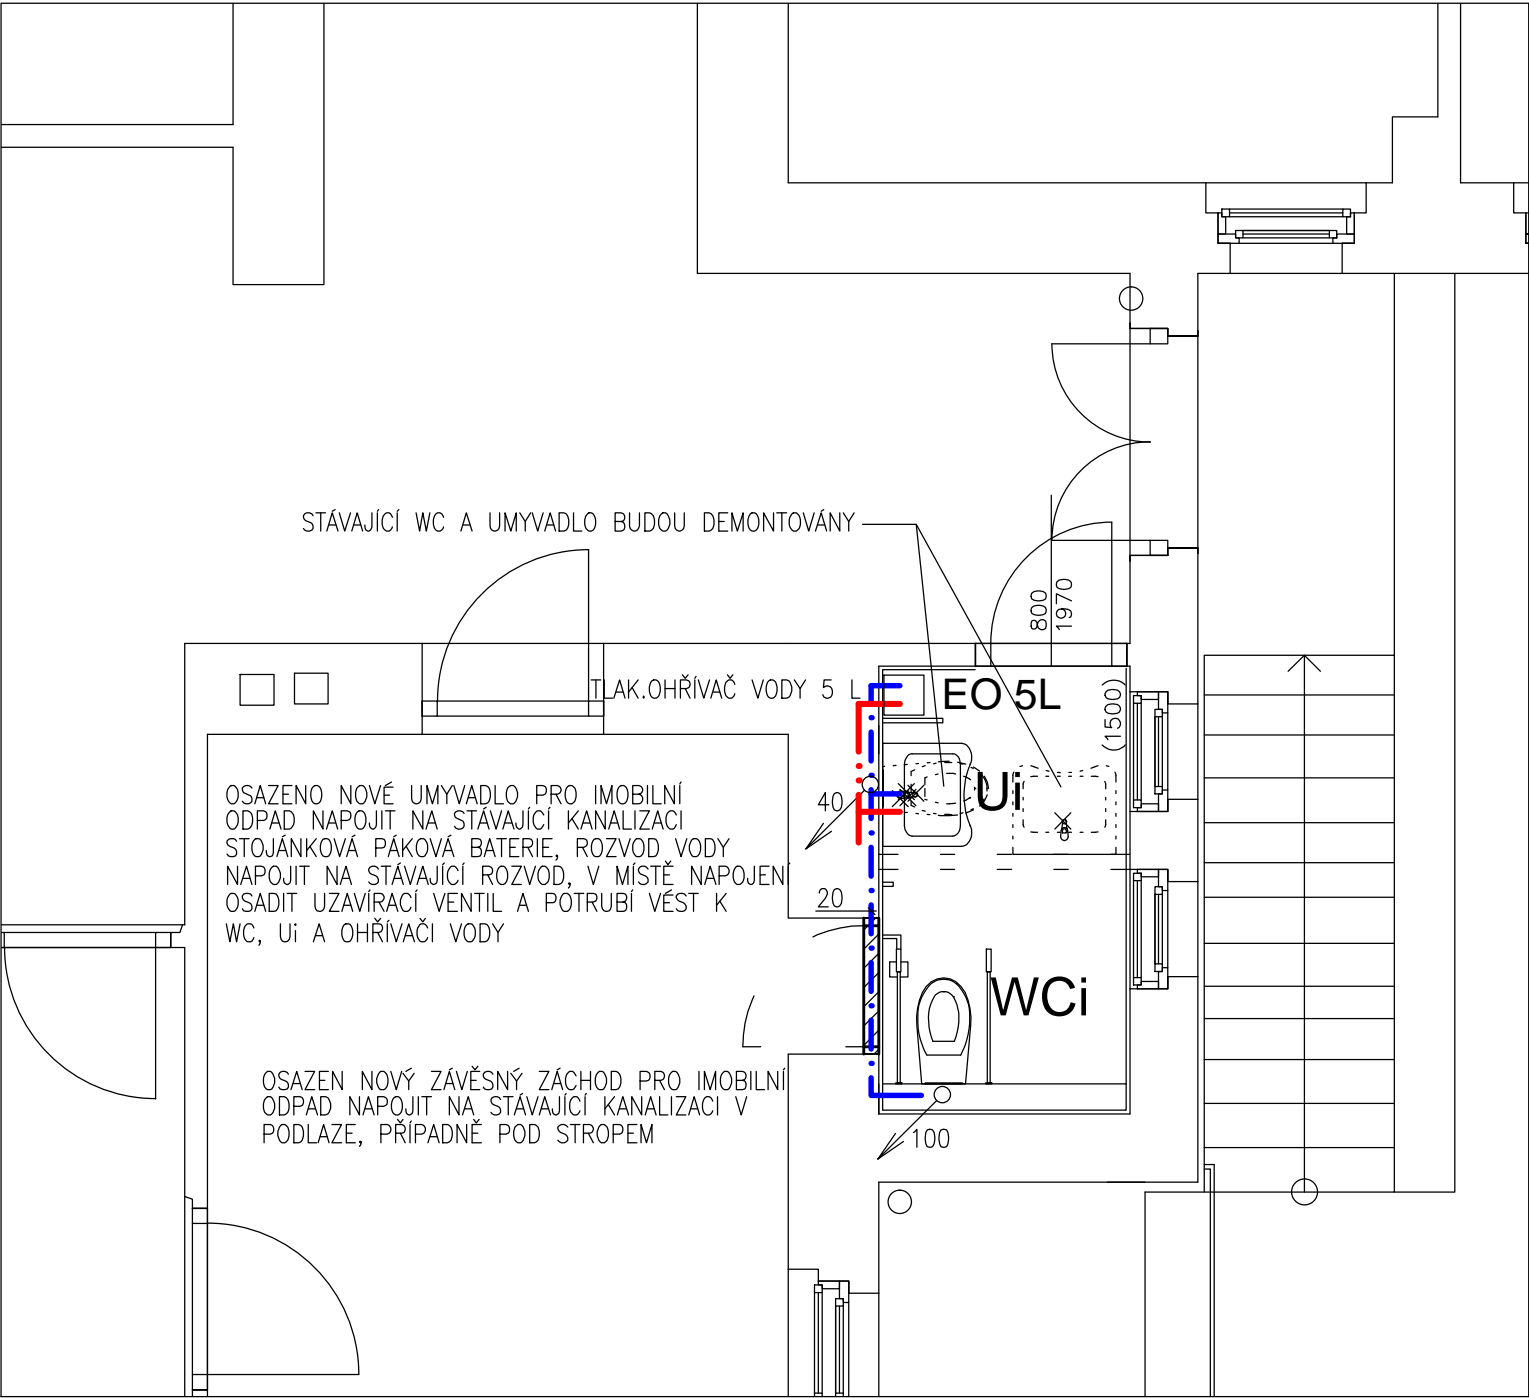 STÁVAJÍCÍ WC A UMYVADLO BUDOU DEMONTOVÁNY
800
1970
TLAK.OHŘÍVAČ VODY 5 L
EO 5L
(1500)
Ui
OSAZENO NOVÉ UMYVADLO PRO IMOBILNÍ
ODPAD NAPOJIT NA STÁVAJÍCÍ KANALIZACI
STOJÁNKOVÁ PÁKOVÁ BATERIE, ROZVOD VODY
NAPOJIT NA STÁVAJÍCÍ ROZVOD, V MÍSTĚ NAPOJENÍ
OSADIT UZAVÍRACÍ VENTIL A POTRUBÍ VÉST K
WC, Ui A OHŘÍVAČI VODY
40
20
WCi
OSAZEN NOVÝ ZÁVĚSNÝ ZÁCHOD PRO IMOBILNÍ
ODPAD NAPOJIT NA STÁVAJÍCÍ KANALIZACI V
PODLAZE, PŘÍPADNĚ POD STROPEM
100